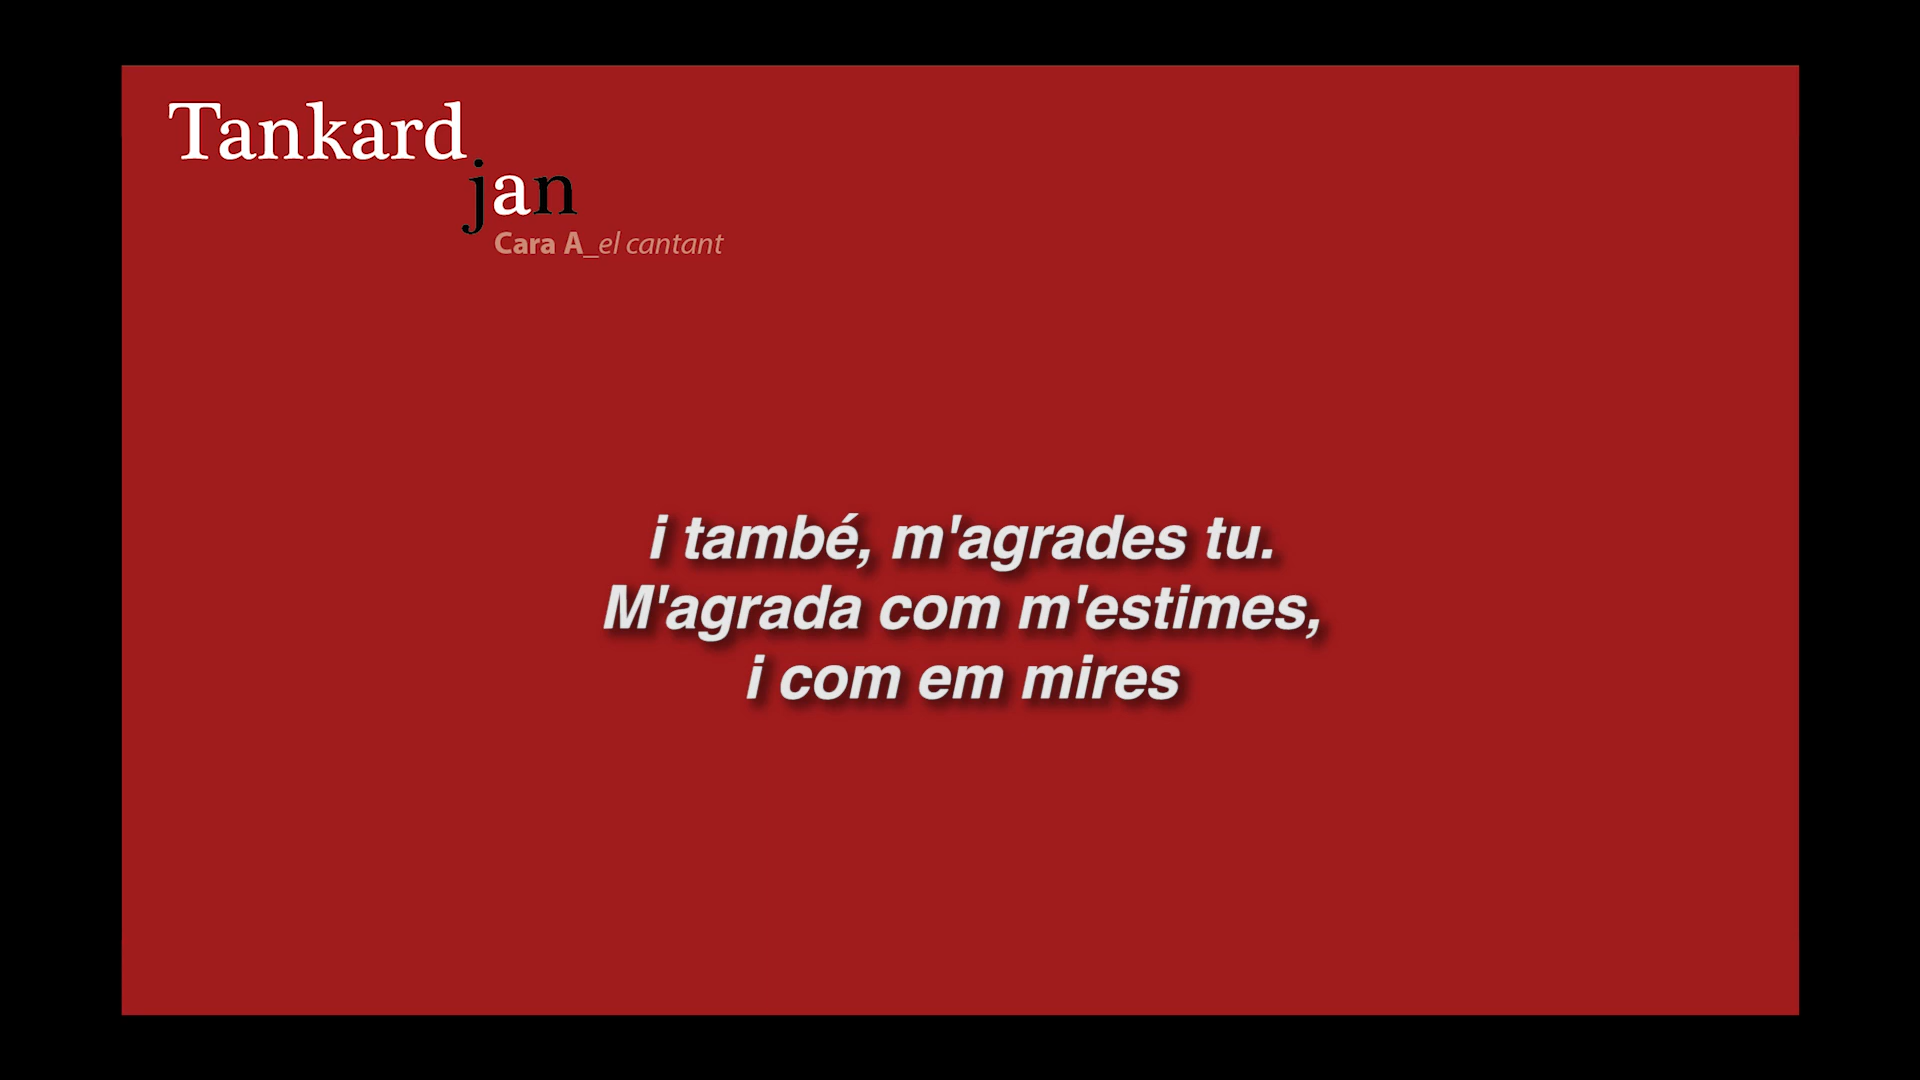 Tankard
jan
Cara A_el cantant
i també, m'agrades tu.
M'agrada com m'estimes,
i com em mires